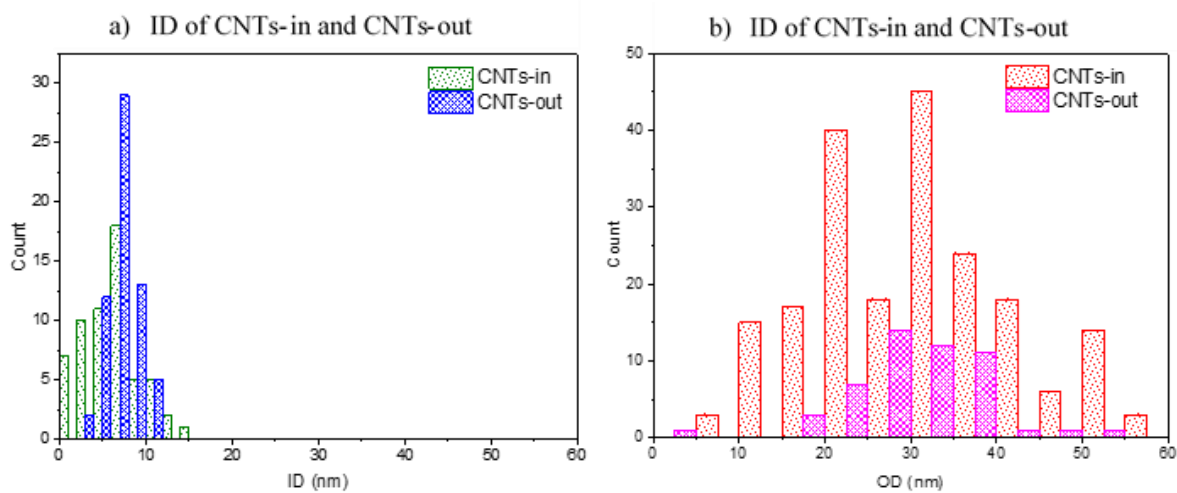 a) ID of CNTs-in and CNTs-out
CNTs-in
CNTs-out
Count
30
25
20
15
10
5
0
0 10 20 30 40 50 60
ID (nm)
b) ID of CNTs-in and CNTs-out
CNTs-in
CNTs-out
Count
50
40
30
20
10
0
0 10 20 30 40 50 60
OD (nm)